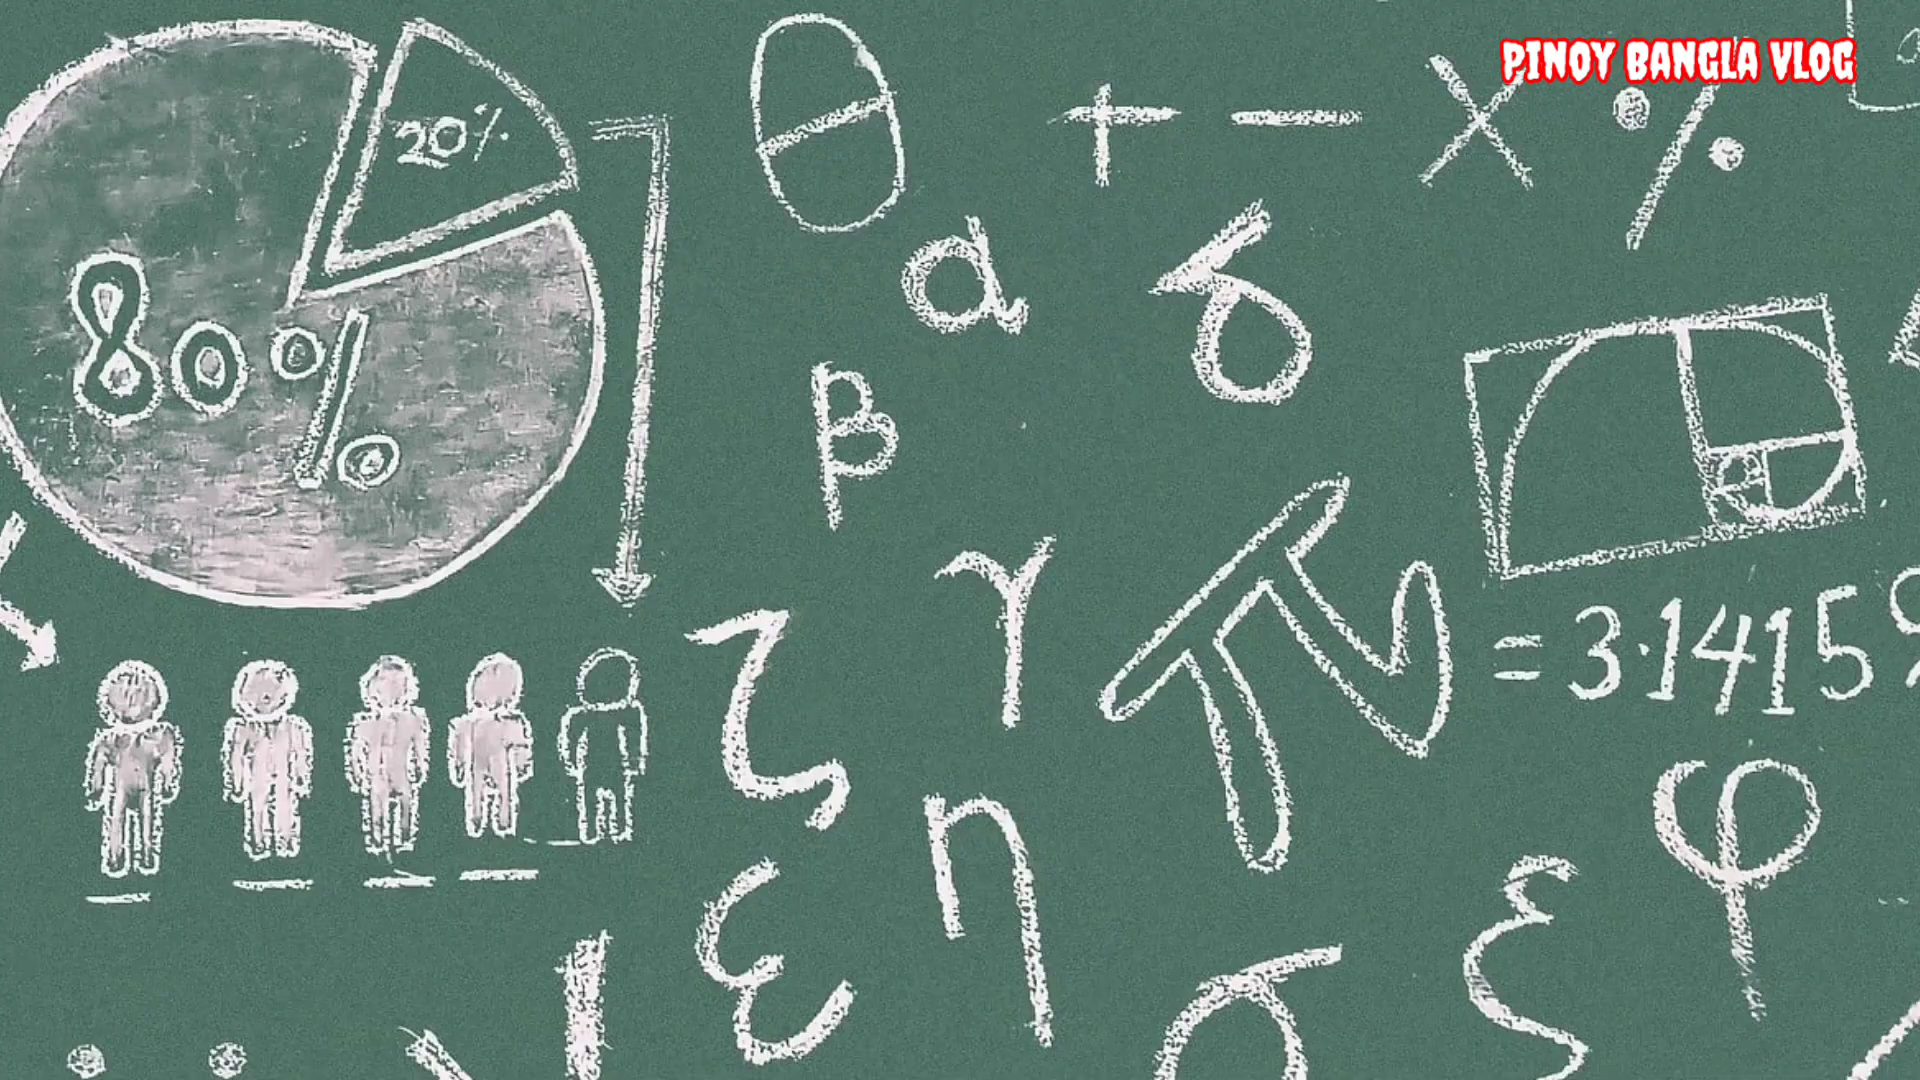 PINOY BANGLA VLOG
20%
θ
+ − × %
α
δ
80%
β
γ
π = 3.1415
ζ
η
φ
ε
ξ
σ